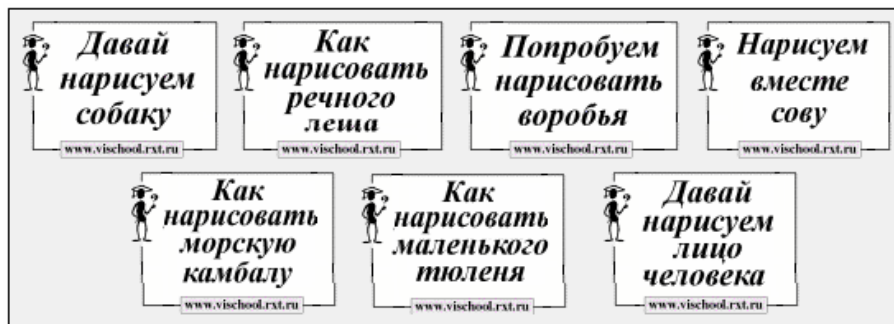 Давай
нарисуем
собаку
www.vischool.rxt.ru
Как
нарисовать
речного
леща
www.vischool.rxt.ru
Попробуем
нарисовать
воробья
www.vischool.rxt.ru
Нарисуем
вместе
сову
www.vischool.rxt.ru
Как
нарисовать
морскую
камбалу
www.vischool.rxt.ru
Как
нарисовать
маленького
тюленя
www.vischool.rxt.ru
Давай
нарисуем
лицо
человека
www.vischool.rxt.ru